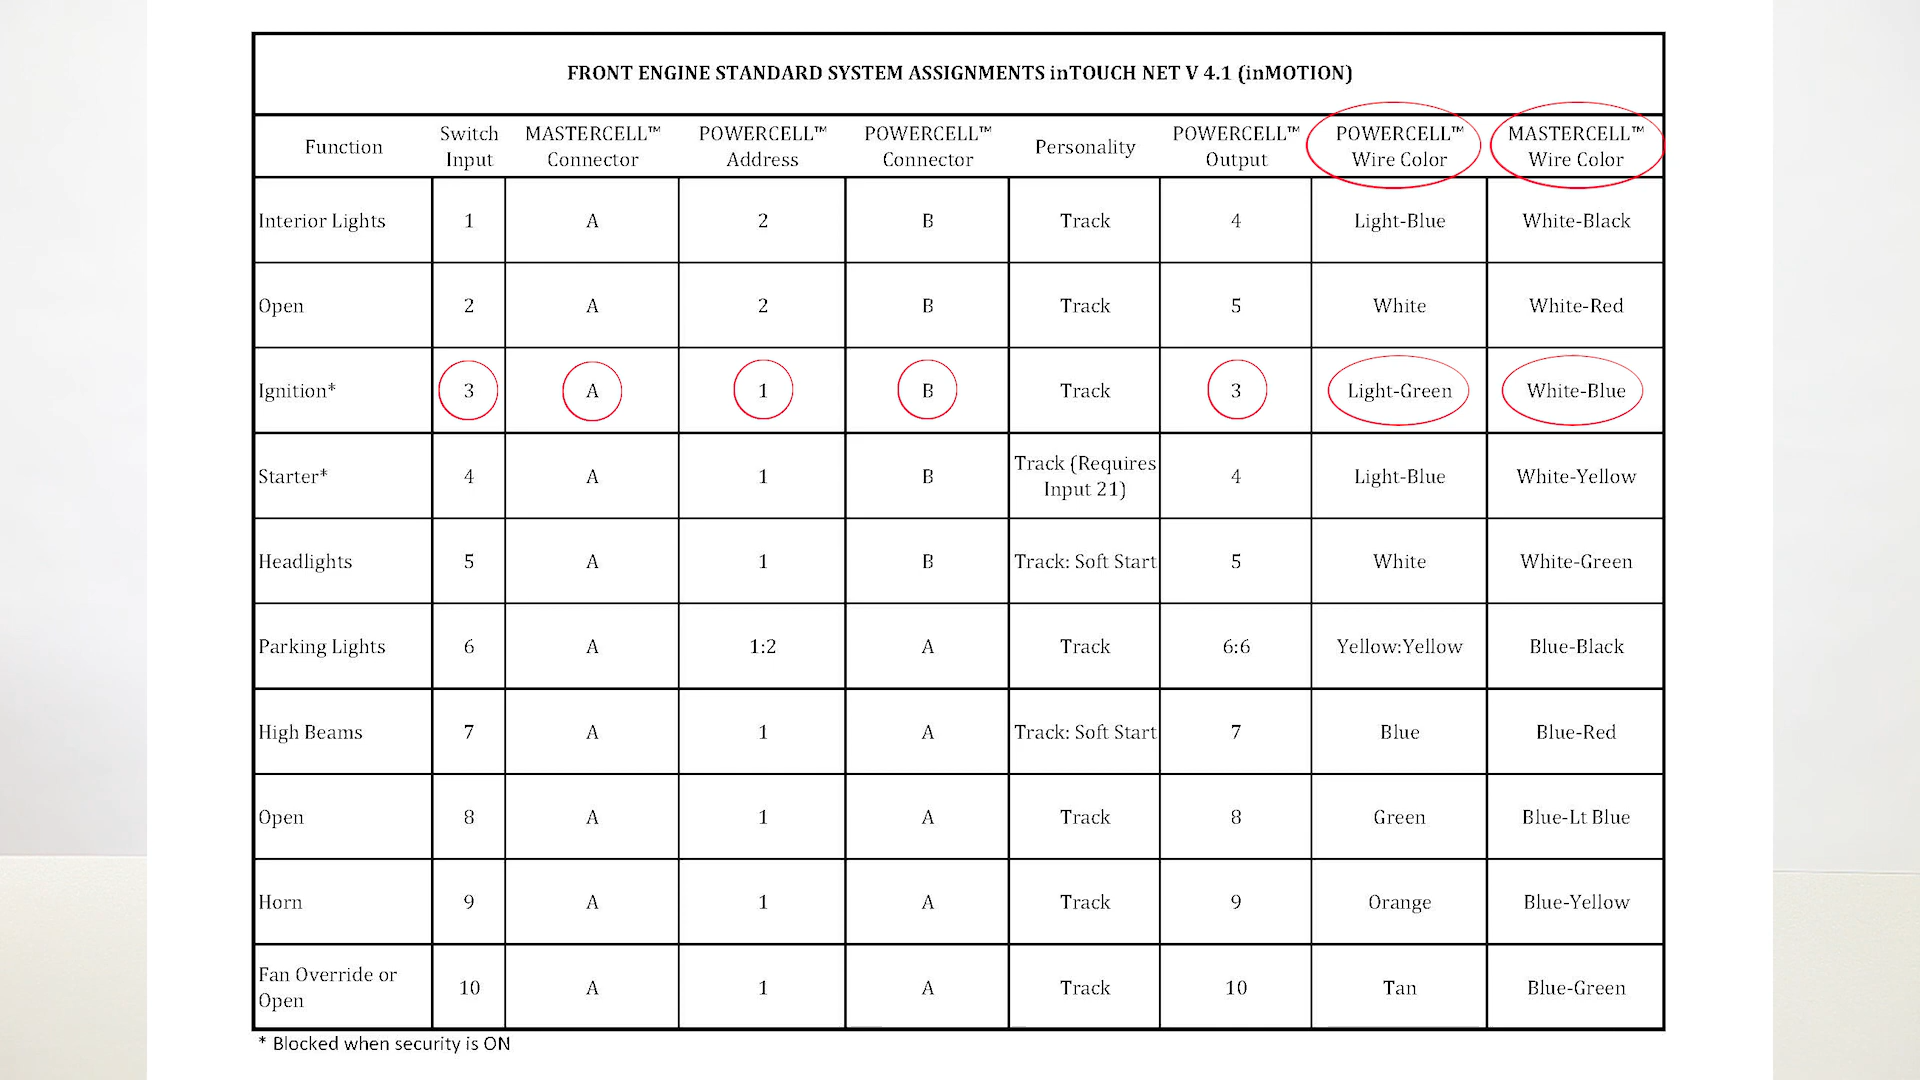 FRONT ENGINE STANDARD SYSTEM ASSIGNMENTS inTOUCH NET V 4.1 (inMOTION)
Function Switch Input MASTERCELL™ Connector POWERCELL™ Address POWERCELL™ Connector Personality POWERCELL™ Output POWERCELL™ Wire Color MASTERCELL™ Wire Color
Interior Lights 1 A 2 B Track 4 Light-Blue White-Black
Open 2 A 2 B Track 5 White White-Red
Ignition* 3 A 1 B Track 3 Light-Green White-Blue
Starter* 4 A 1 B Track (Requires Input 21) 4 Light-Blue White-Yellow
Headlights 5 A 1 B Track: Soft Start 5 White White-Green
Parking Lights 6 A 1:2 A Track 6:6 Yellow:Yellow Blue-Black
High Beams 7 A 1 A Track: Soft Start 7 Blue Blue-Red
Open 8 A 1 A Track 8 Green Blue-Lt Blue
Horn 9 A 1 A Track 9 Orange Blue-Yellow
Fan Override or Open 10 A 1 A Track 10 Tan Blue-Green
* Blocked when security is ON